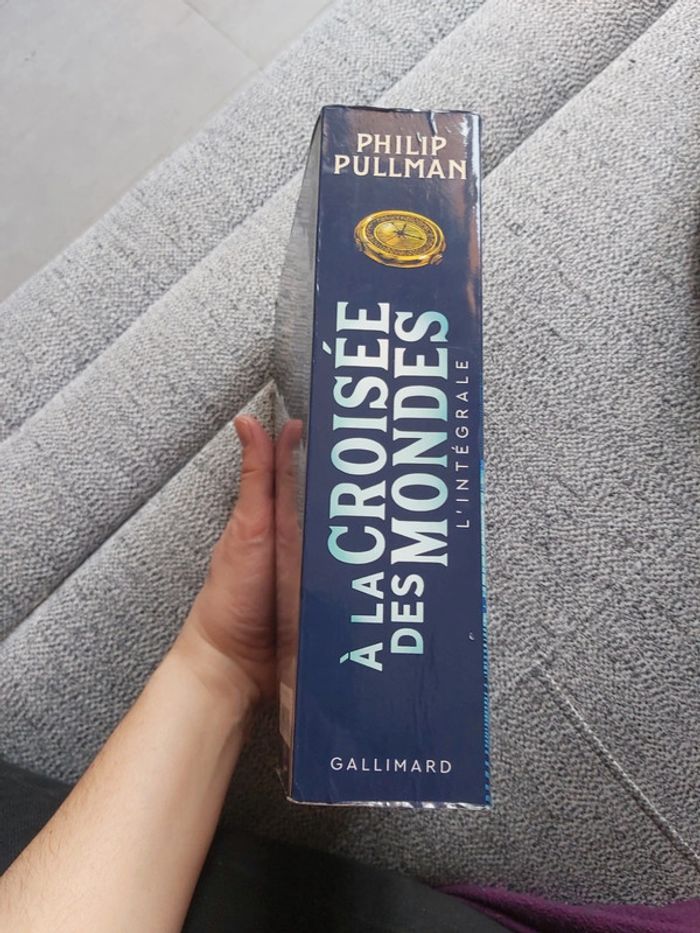 PHILIP
PULLMAN
À LA CROISÉE
DES MONDES
L'INTÉGRALE
GALLIMARD